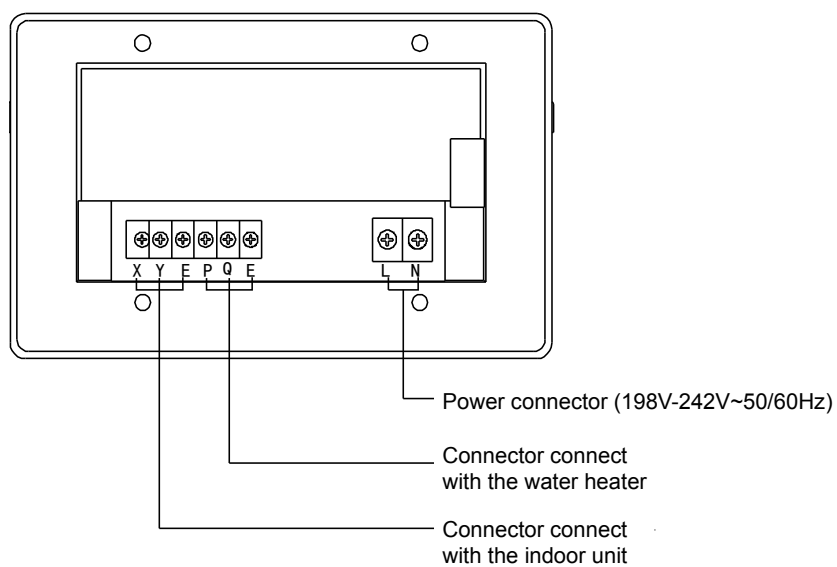 X Y E P Q E
L N
Power connector (198V-242V~50/60Hz)
Connector connect
with the water heater
Connector connect
with the indoor unit